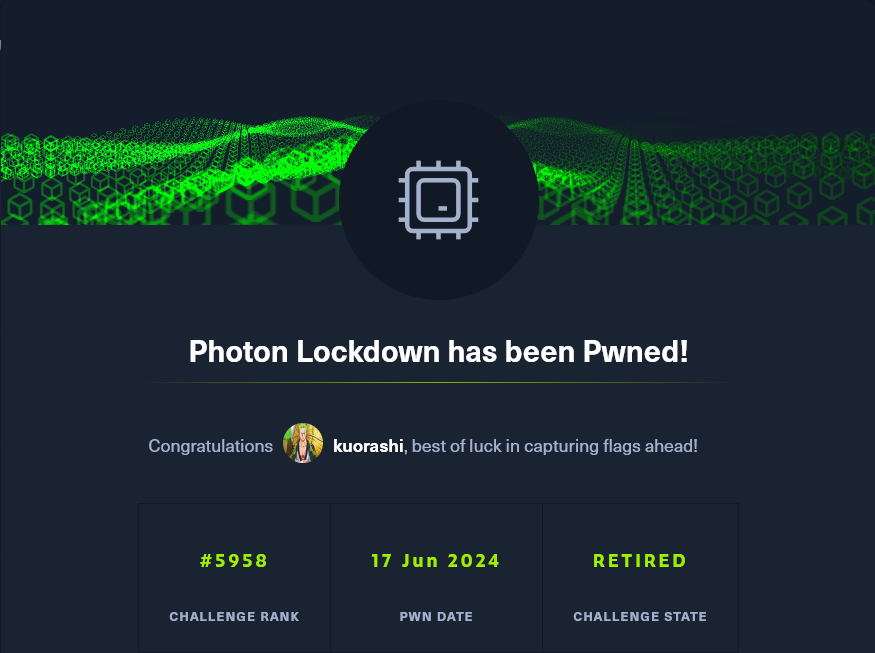 Photon Lockdown has been Pwned!
Congratulations kuorashi, best of luck in capturing flags ahead!
#5958 17 Jun 2024 RETIRED
CHALLENGE RANK PWN DATE CHALLENGE STATE